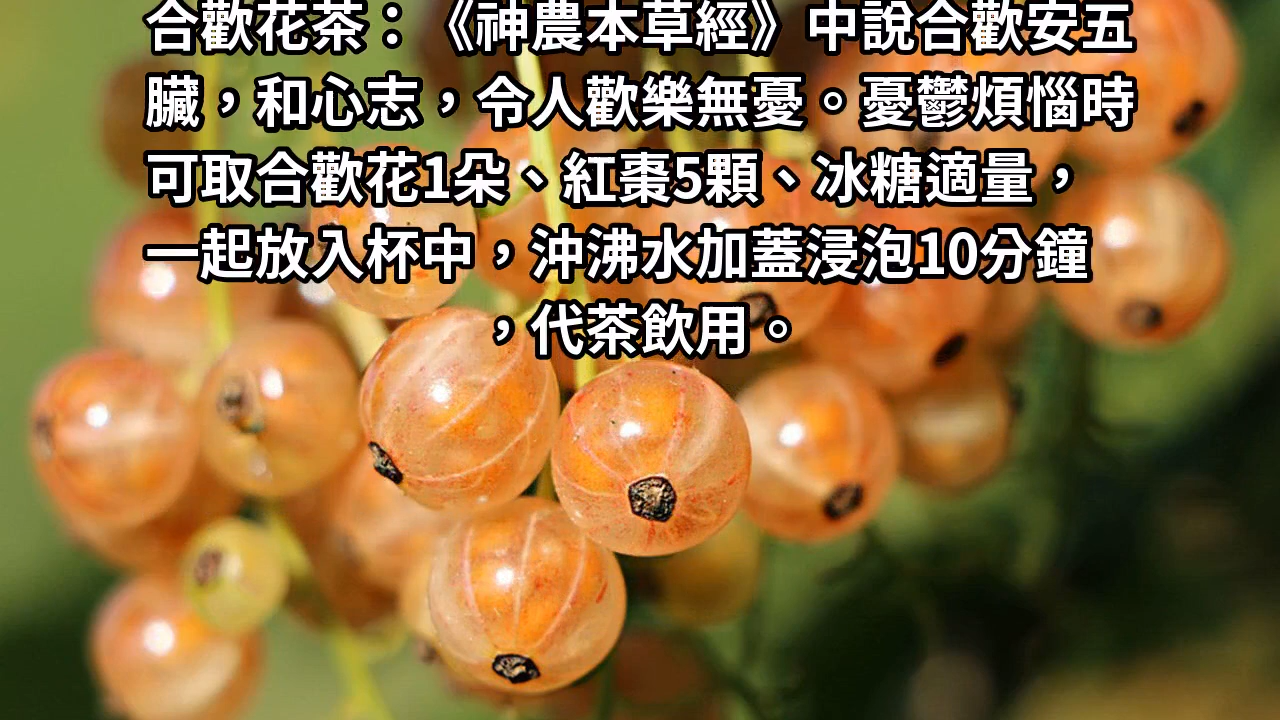 合歡花茶：《神農本草經》中說合歡安五
臟，和心志，令人歡樂無憂。憂鬱煩惱時
可取合歡花1朵、紅棗5顆、冰糖適量，
一起放入杯中，沖沸水加蓋浸泡10分鐘
，代茶飲用。